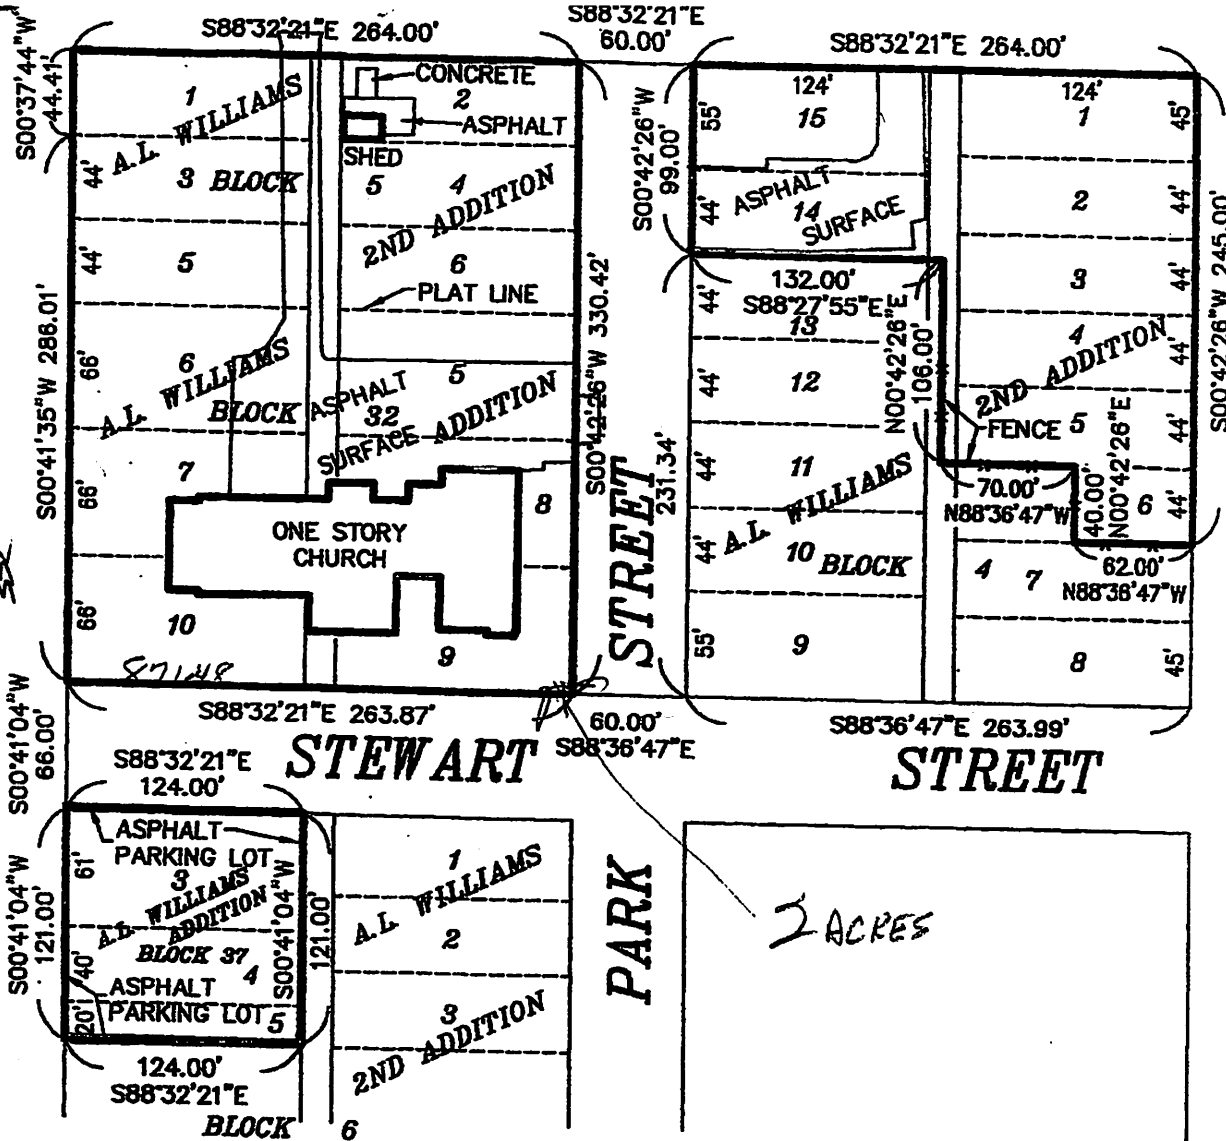 S88°32'21"E 264.00'
S88°32'21"E
60.00'
S88°32'21"E 264.00'
S00°37'44"W
44.41'
1
A.L. WILLIAMS
CONCRETE
2
ASPHALT
SHED
44'
3 BLOCK
5
4
2ND ADDITION
44'
5
6
PLAT LINE
S00°41'35"W 286.01'
66'
6
A.L. WILLIAMS
BLOCK
ASPHALT
32
SURFACE
5
ADDITION
66'
7
8
ONE STORY
CHURCH
66'
10
9
87148
S00°42'26"W 330.42'
S00°42'26"W
99.00'
55'
124'
15
124'
1
45'
44'
ASPHALT
14
SURFACE
2
44'
132.00'
S88°27'55"E
3
44'
S00°42'26"W 245.00'
44'
13
N00°42'26"E
106.00'
4
44'
2ND ADDITION
44'
12
FENCE
5
44'
231.34'
44'
11
A.L. WILLIAMS
70.00'
N88°36'47"W
40.00'
N00°42'26"E
6
44'
44'
10 BLOCK
4
7
62.00'
N88°36'47"W
55'
9
8
45'
STREET
S88°32'21"E 263.87'
60.00'
S88°36'47"E
S88°36'47"E 263.99'
STEWART
STREET
S00°41'04"W
66.00'
S88°32'21"E
124.00'
ASPHALT
PARKING LOT
61'
3
A.L. WILLIAMS
ADDITION
BLOCK 37
S00°41'04"W
121.00'
40'
4
ASPHALT
PARKING LOT
20'
5
S00°41'04"W
121.00'
124.00'
S88°32'21"E
BLOCK
6
1
A.L. WILLIAMS
2
3
2ND ADDITION
PARK
2 ACRES